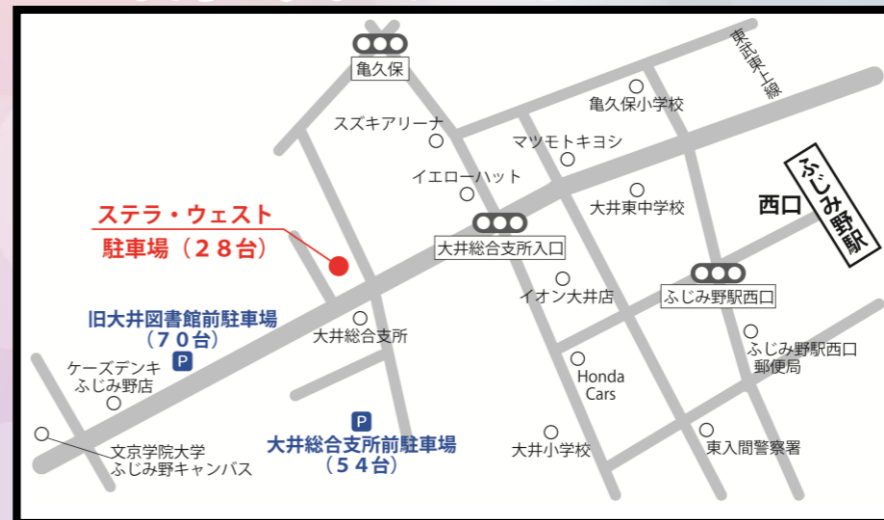 亀久保
東武東上線
亀久保小学校
スズキアリーナ
マツモトキヨシ
ふじみ野駅
イエローハット
西口
大井東中学校
ステラ・ウェスト
駐車場（２８台）
大井総合支所入口
イオン大井店
ふじみ野駅西口
旧大井図書館前駐車場
（７０台）
P
大井総合支所
ケーズデンキ
ふじみ野店
ふじみ野駅西口
郵便局
Honda
Cars
P
大井総合支所前駐車場
（５４台）
大井小学校
東入間警察署
文京学院大学
ふじみ野キャンバス